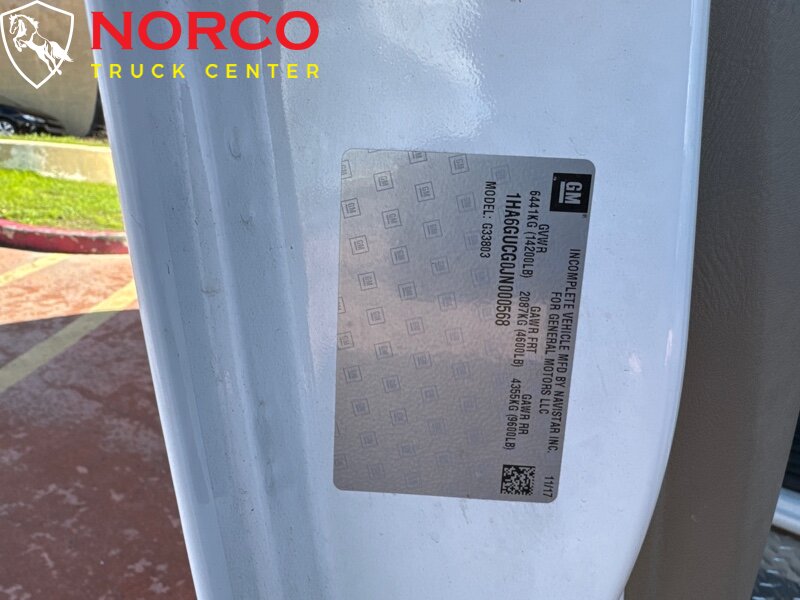 NORCO
TRUCK CENTER
GM
INCOMPLETE VEHICLE MFD BY NAVISTAR INC.
FOR GENERAL MOTORS LLC
11/17
GVWR GAWR FRT GAWR RR
6441KG (14200LB) 2087KG (4600LB) 4355KG (9600LB)
1HA6GUCG0JN000568
MODEL: G33803